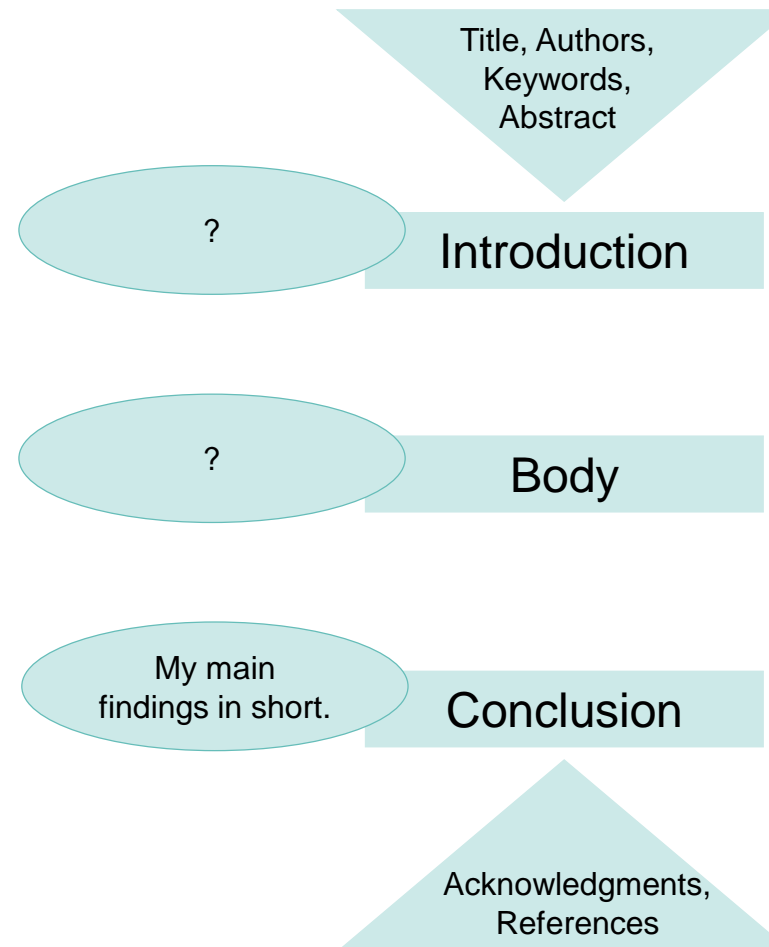 Title, Authors,
Keywords,
Abstract
?
Introduction
?
Body
My main
findings in short.
Conclusion
Acknowledgments,
References